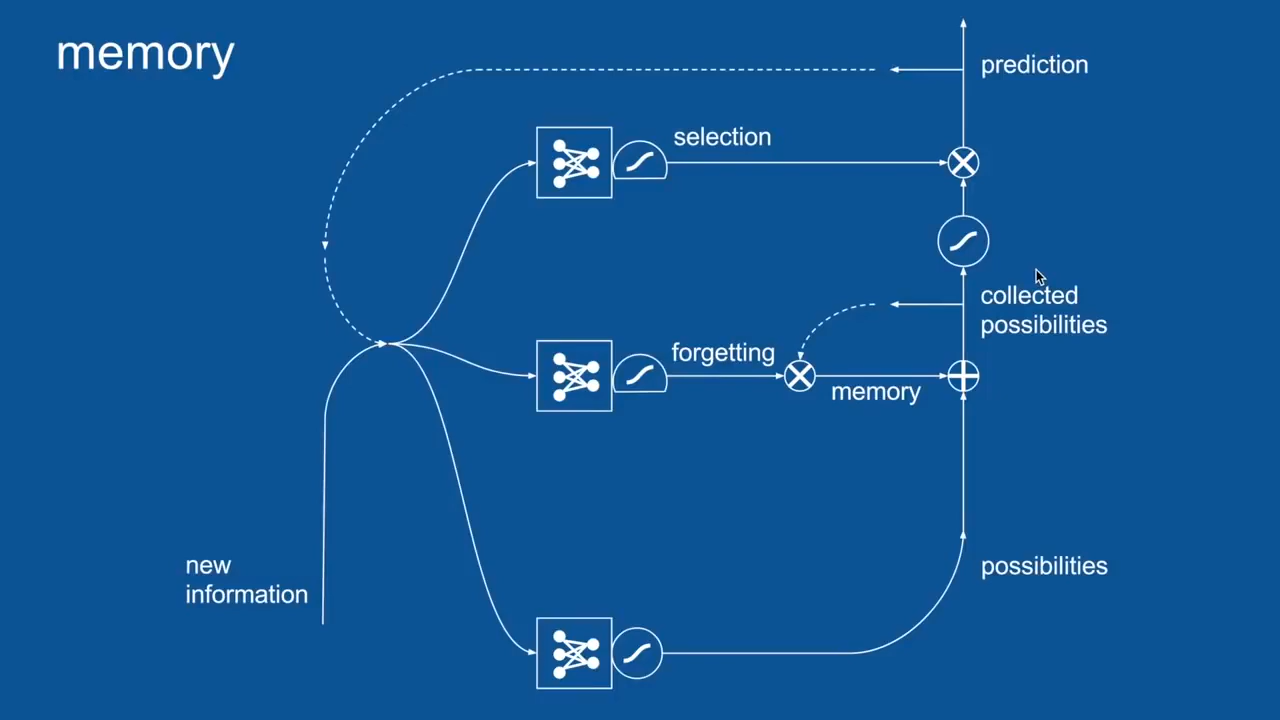 memory
prediction
selection
collected
possibilities
forgetting
memory
new
information
possibilities